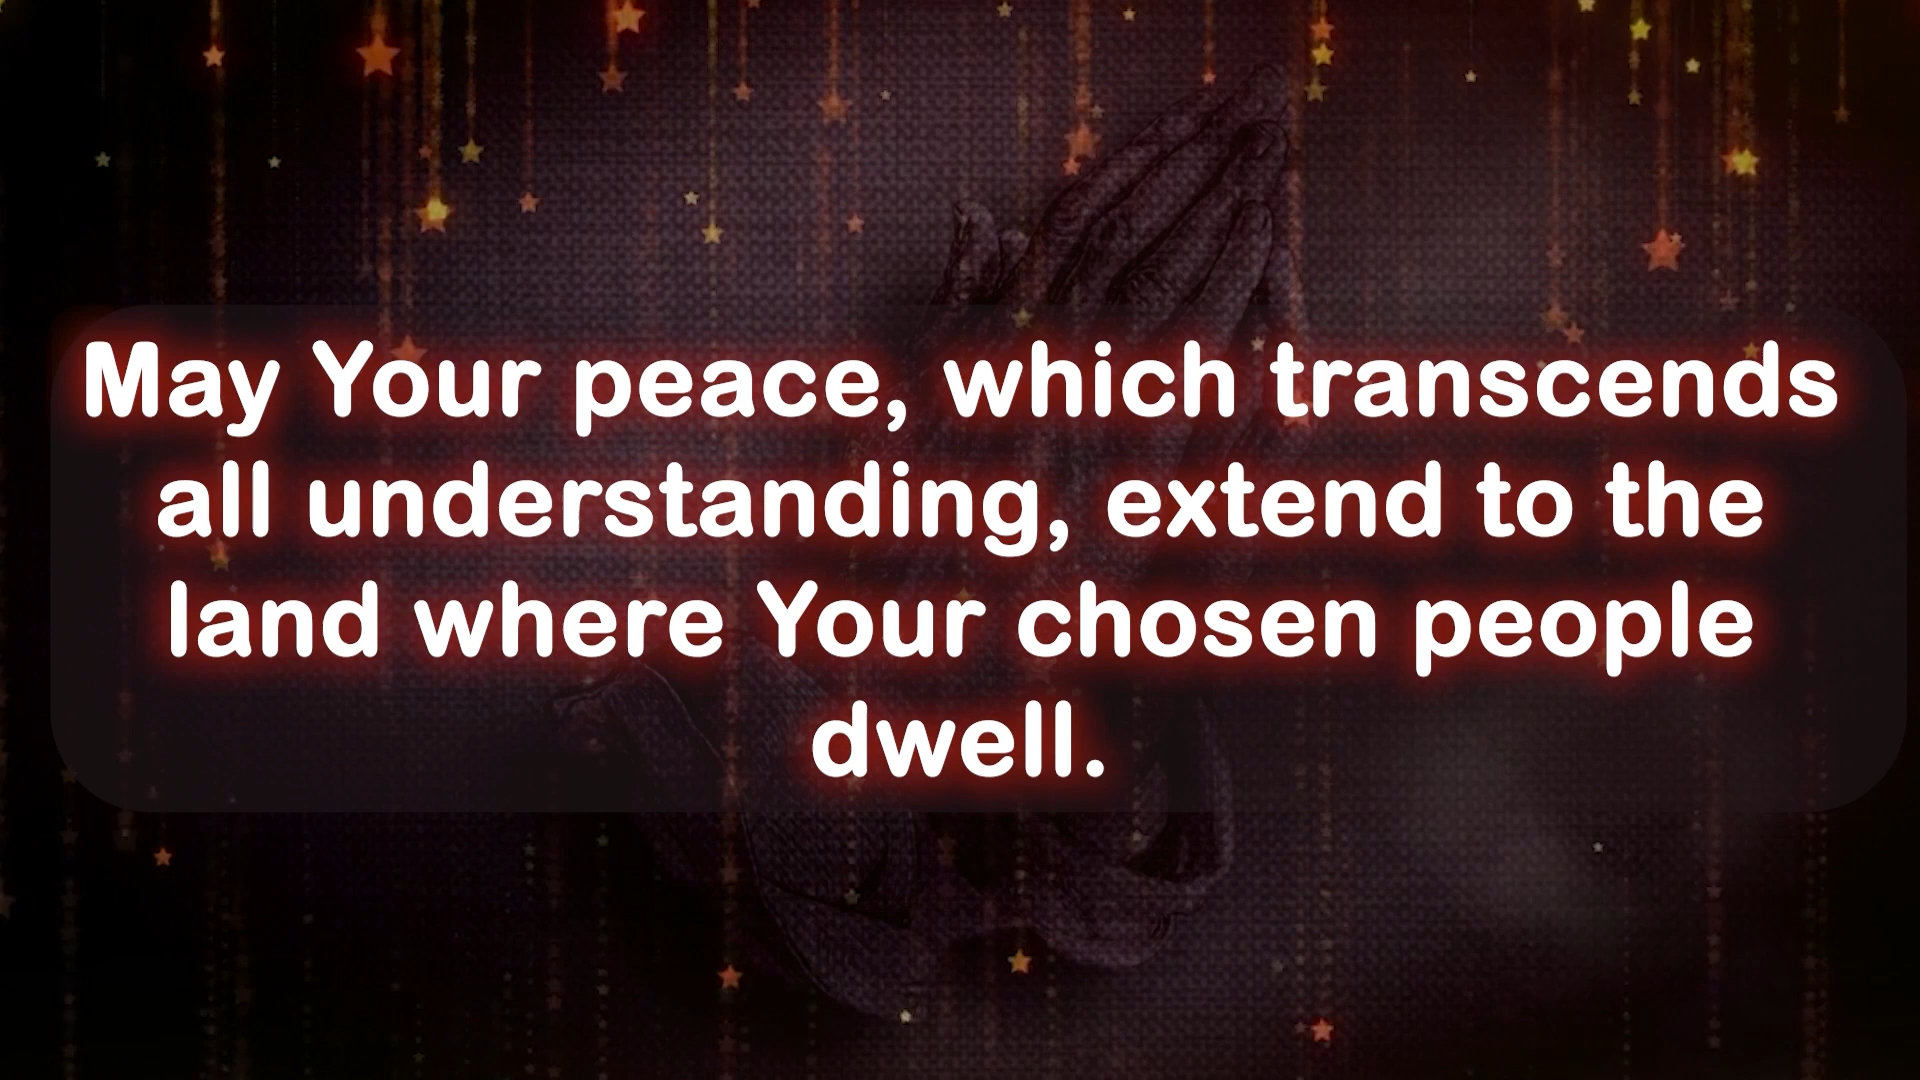 May Your peace, which transcends
all understanding, extend to the
land where Your chosen people
dwell.